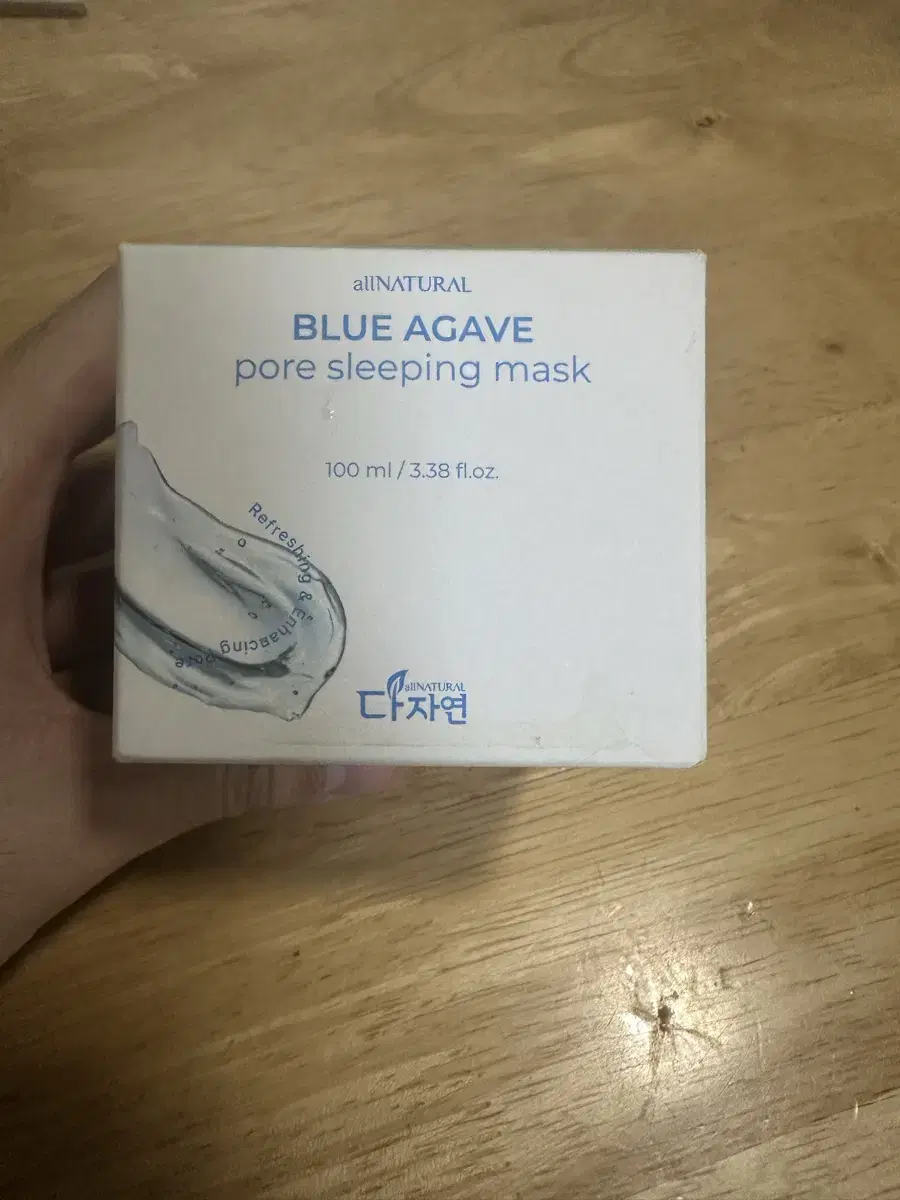 allNATURAL
BLUE AGAVE
pore sleeping mask
100 ml / 3.38 fl.oz.
Refreshing & Enhancing Pore
allNATURAL
다자연